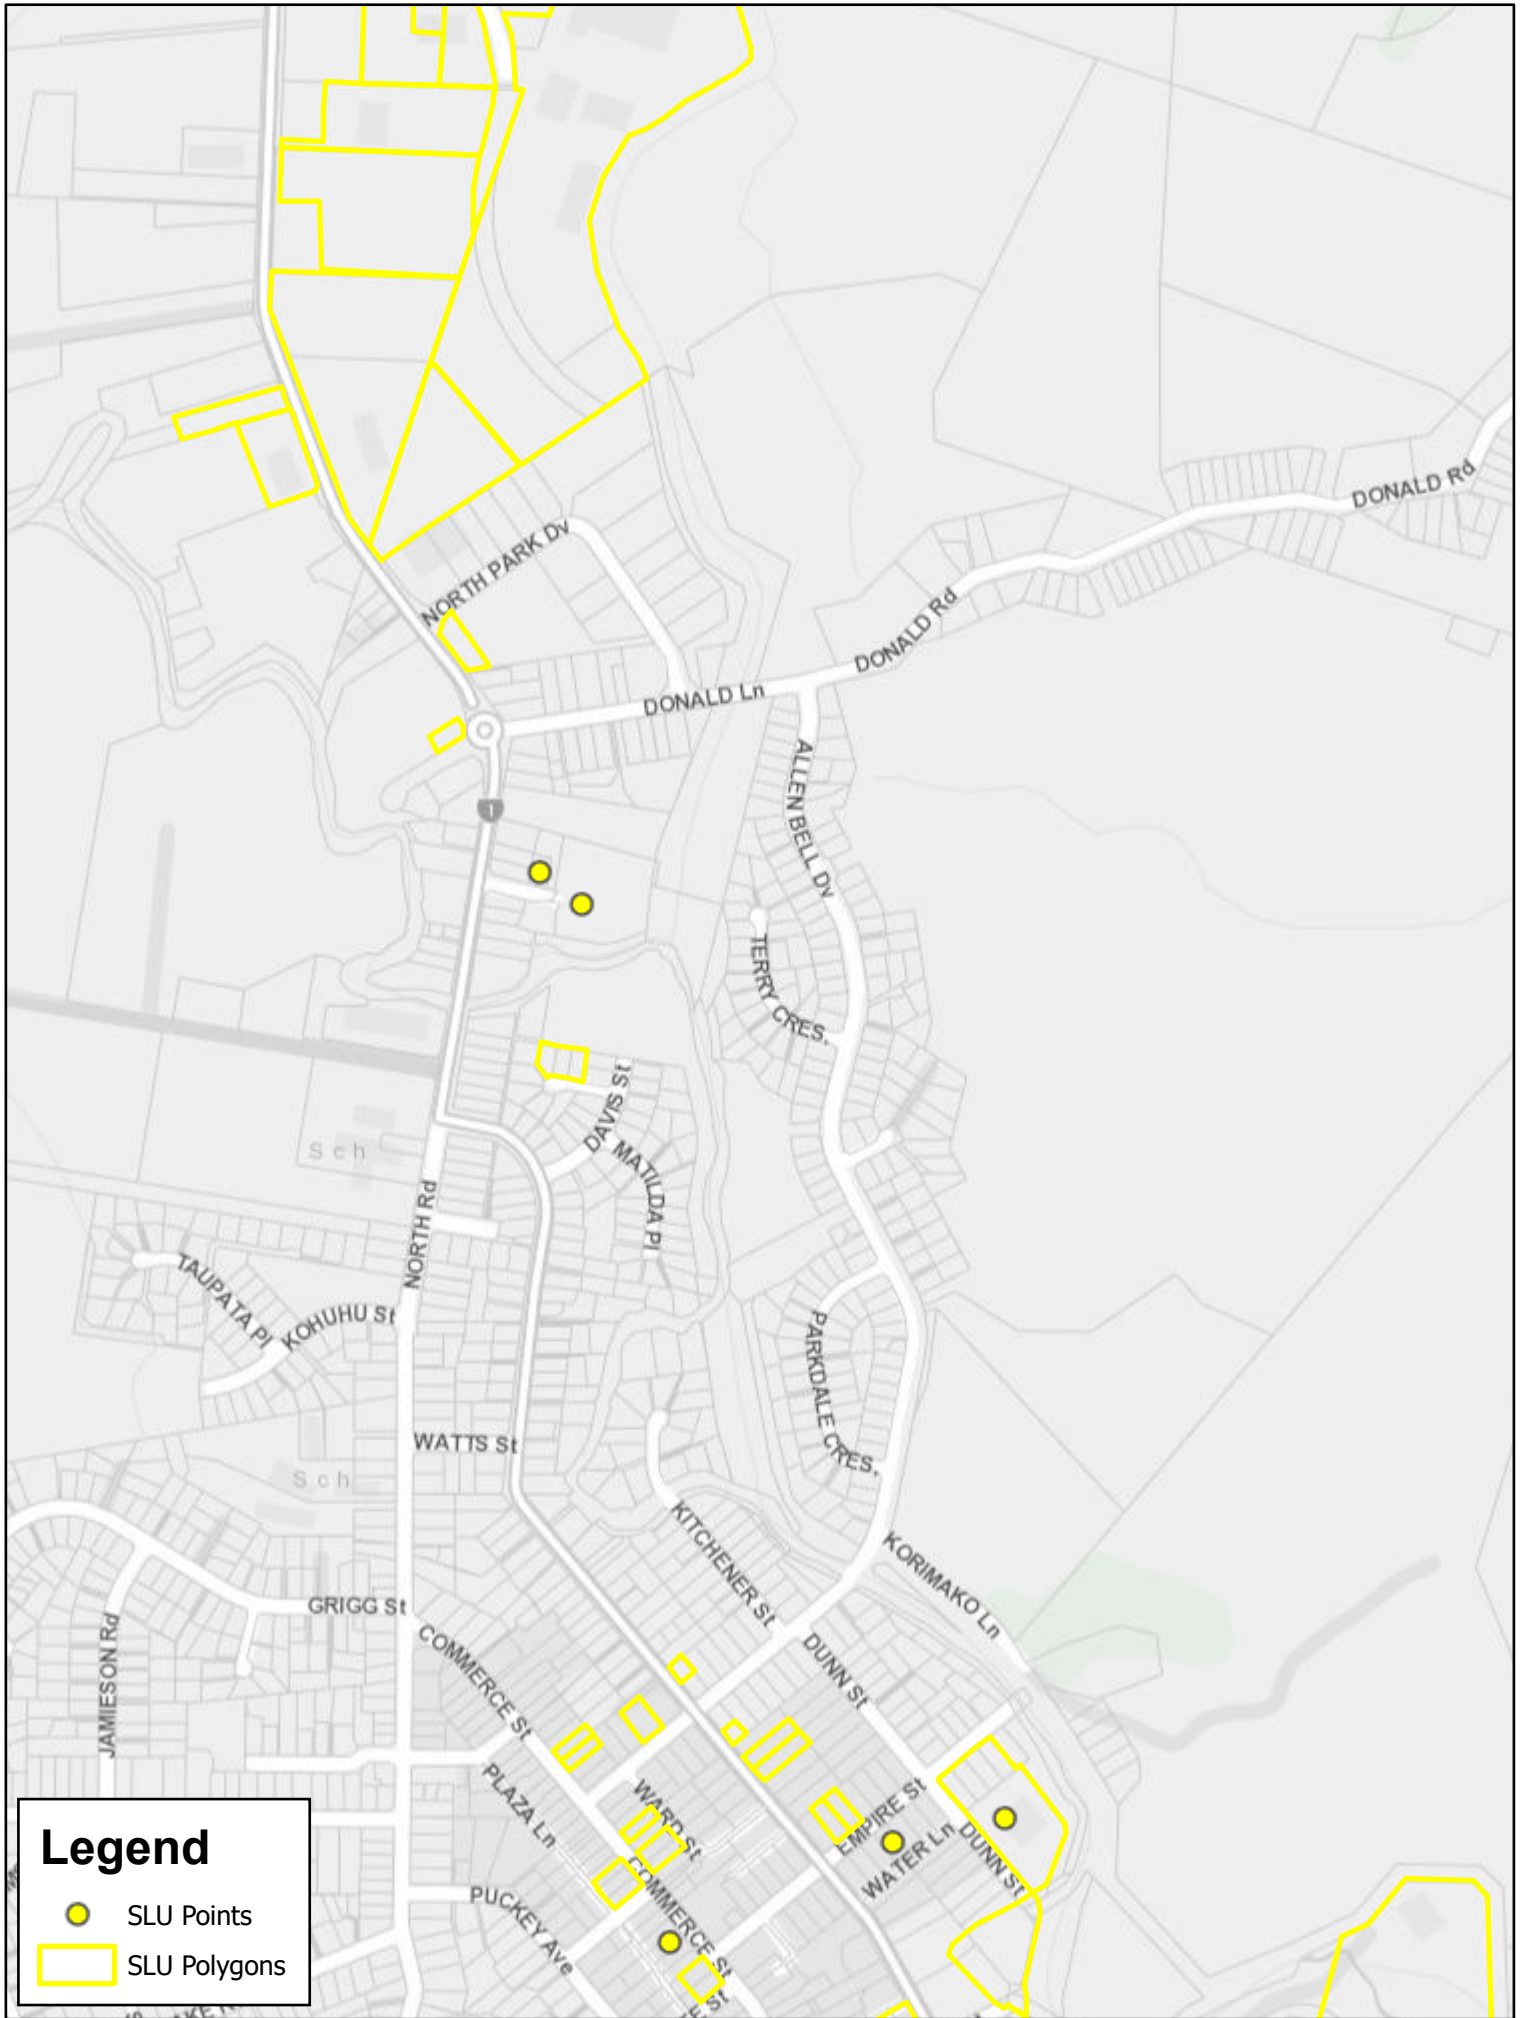 DONALD Rd
NORTH PARK Dv
DONALD Rd
DONALD Ln
ALLEN BELL Dv
1
TERRY CRES.
DAVIS St
Sch
MATILDA Pl
NORTH Rd
TAUPATA Pl
KOHUHU St
PARKDALE CRES.
WATTS St
Sch
KITCHENER St
KORIMAKO Ln
GRIGG St
COMMERCE St
DUNN St
JAMIESON Rd
PLAZA Ln
WARD St
EMPIRE St
WATER Ln
DUNN St
COMMERCE St
PUCKEY Ave
Legend
SLU Points
SLU Polygons